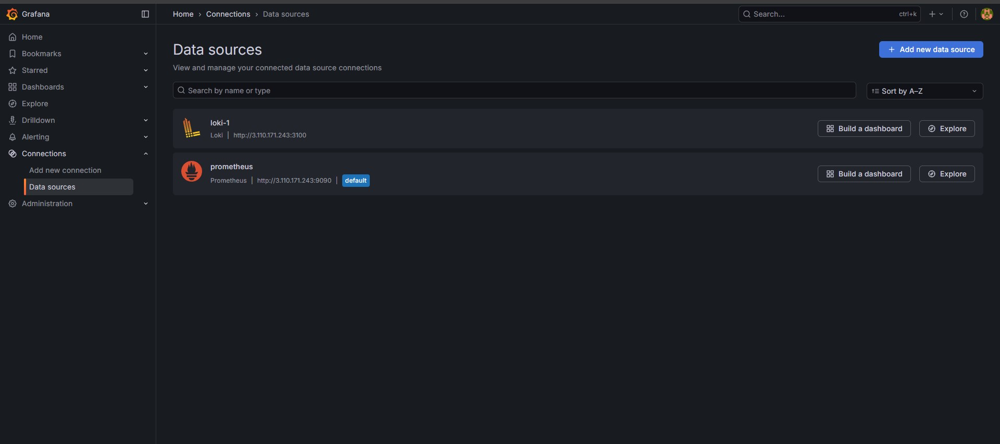 Grafana
Home › Connections › Data sources
Search... ctrl+k
Home
Bookmarks
Starred
Dashboards
Explore
Drilldown
Alerting
Connections
Add new connection
Data sources
Administration
Data sources
Add new data source
View and manage your connected data source connections
Search by name or type
Sort by A–Z
loki-1
Loki | http://3.110.171.243:3100
Build a dashboard
Explore
prometheus
Prometheus | http://3.110.171.243:9090 | default
Build a dashboard
Explore